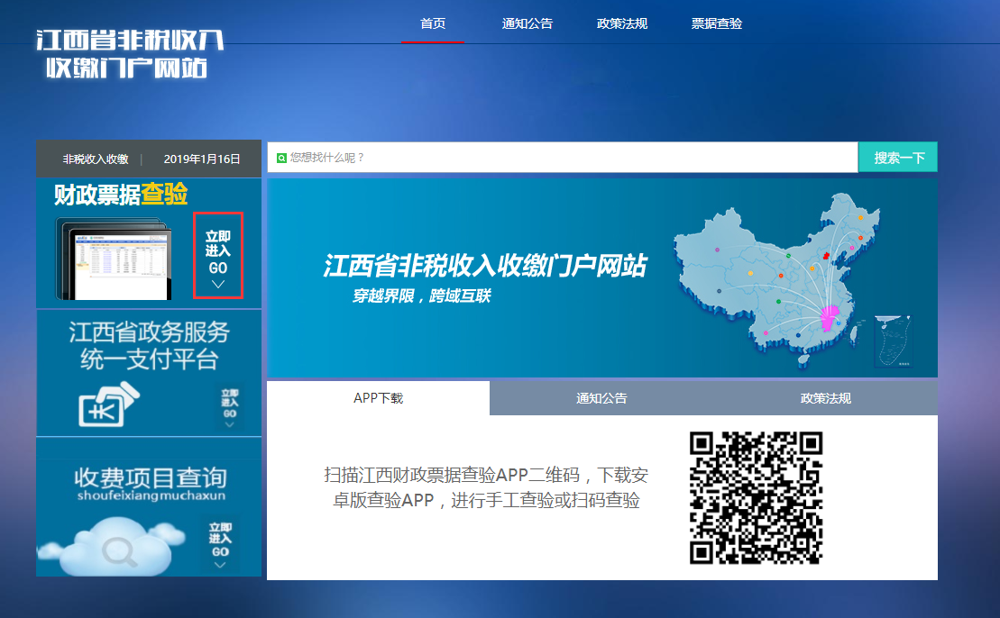 江西省非税收入
收缴门户网站
首页
通知公告
政策法规
票据查验
非税收入收缴 | 2019年1月16日
您想找什么呢？
搜索一下
财政票据查验
立即
进入
GO
江西省政务服务
统一支付平台
立即
进入
GO
收费项目查询
shoufeixiangmuchaxun
立即
进入
GO
江西省非税收入收缴门户网站
穿越界限，跨域互联
APP下载
通知公告
政策法规
扫描江西财政票据查验APP二维码，下载安
卓版查验APP，进行手工查验或扫码查验